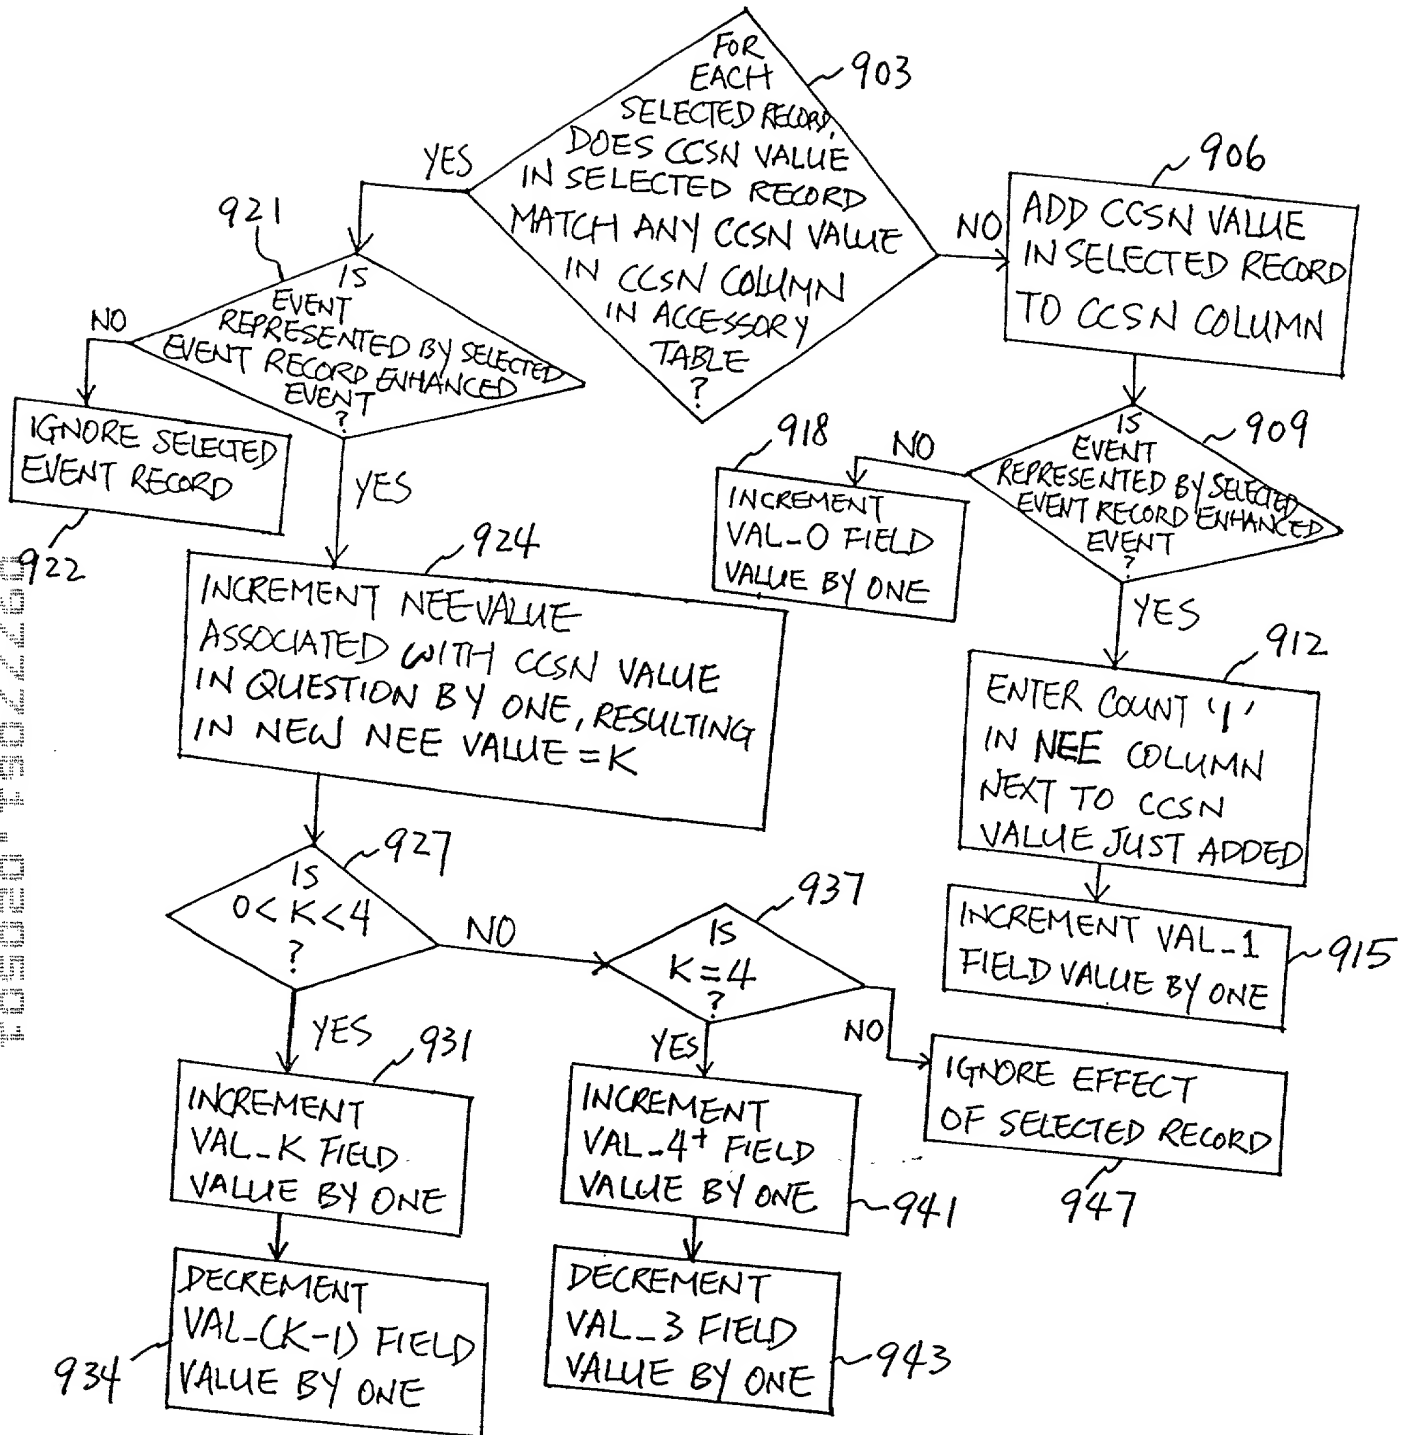 FOR
EACH
SELECTED RECORD,
DOES CCSN VALUE
IN SELECTED RECORD
MATCH ANY CCSN VALUE
IN CCSN COLUMN
IN ACCESSORY
TABLE
?
903
YES
NO
906
ADD CCSN VALUE
IN SELECTED RECORD
TO CCSN COLUMN
921
IS
EVENT
REPRESENTED BY SELECTED
EVENT RECORD ENHANCED
EVENT
?
NO
YES
IGNORE SELECTED
EVENT RECORD
922
909
IS
EVENT
REPRESENTED BY SELECTED
EVENT RECORD ENHANCED
EVENT
?
NO
YES
918
INCREMENT
VAL_0 FIELD
VALUE BY ONE
924
INCREMENT NEE VALUE
ASSOCIATED WITH CCSN VALUE
IN QUESTION BY ONE, RESULTING
IN NEW NEE VALUE = K
912
ENTER COUNT '1'
IN NEE COLUMN
NEXT TO CCSN
VALUE JUST ADDED
INCREMENT VAL_1
FIELD VALUE BY ONE
915
927
IS
0 < K < 4
?
NO
YES
937
IS
K = 4
?
YES
NO
931
INCREMENT
VAL_K FIELD
VALUE BY ONE
INCREMENT
VAL_4+ FIELD
VALUE BY ONE
941
IGNORE EFFECT
OF SELECTED RECORD
947
DECREMENT
VAL_(K-1) FIELD
VALUE BY ONE
934
DECREMENT
VAL_3 FIELD
VALUE BY ONE
943